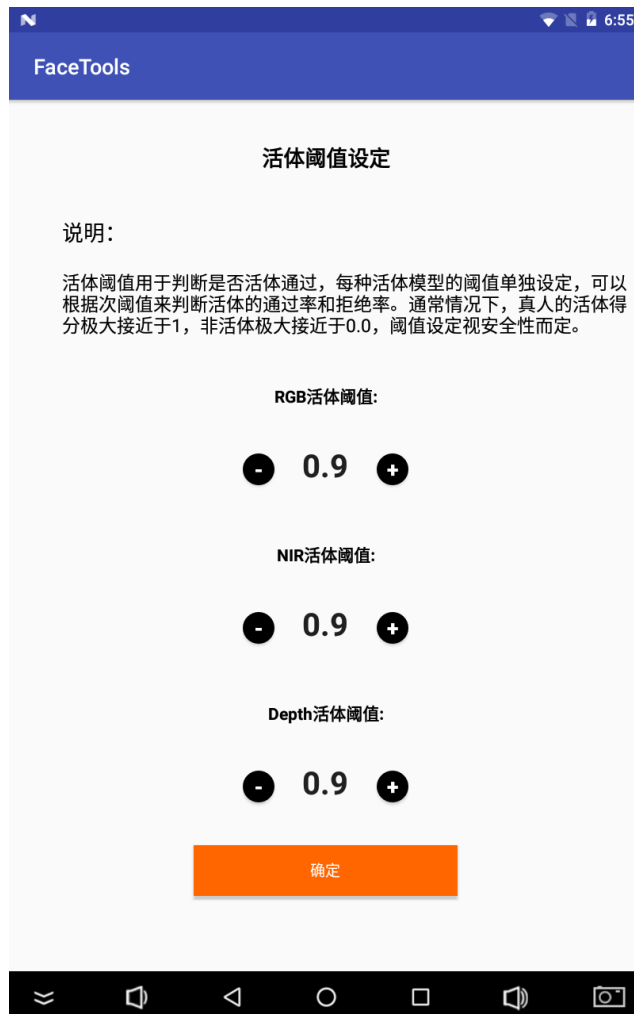 6:55
FaceTools
活体阈值设定
说明：
活体阈值用于判断是否活体通过，每种活体模型的阈值单独设定，可以
根据次阈值来判断活体的通过率和拒绝率。通常情况下，真人的活体得
分极大接近于1，非活体极大接近于0.0，阈值设定视安全性而定。
RGB活体阈值:
- 0.9 +
NIR活体阈值:
- 0.9 +
Depth活体阈值:
- 0.9 +
确定